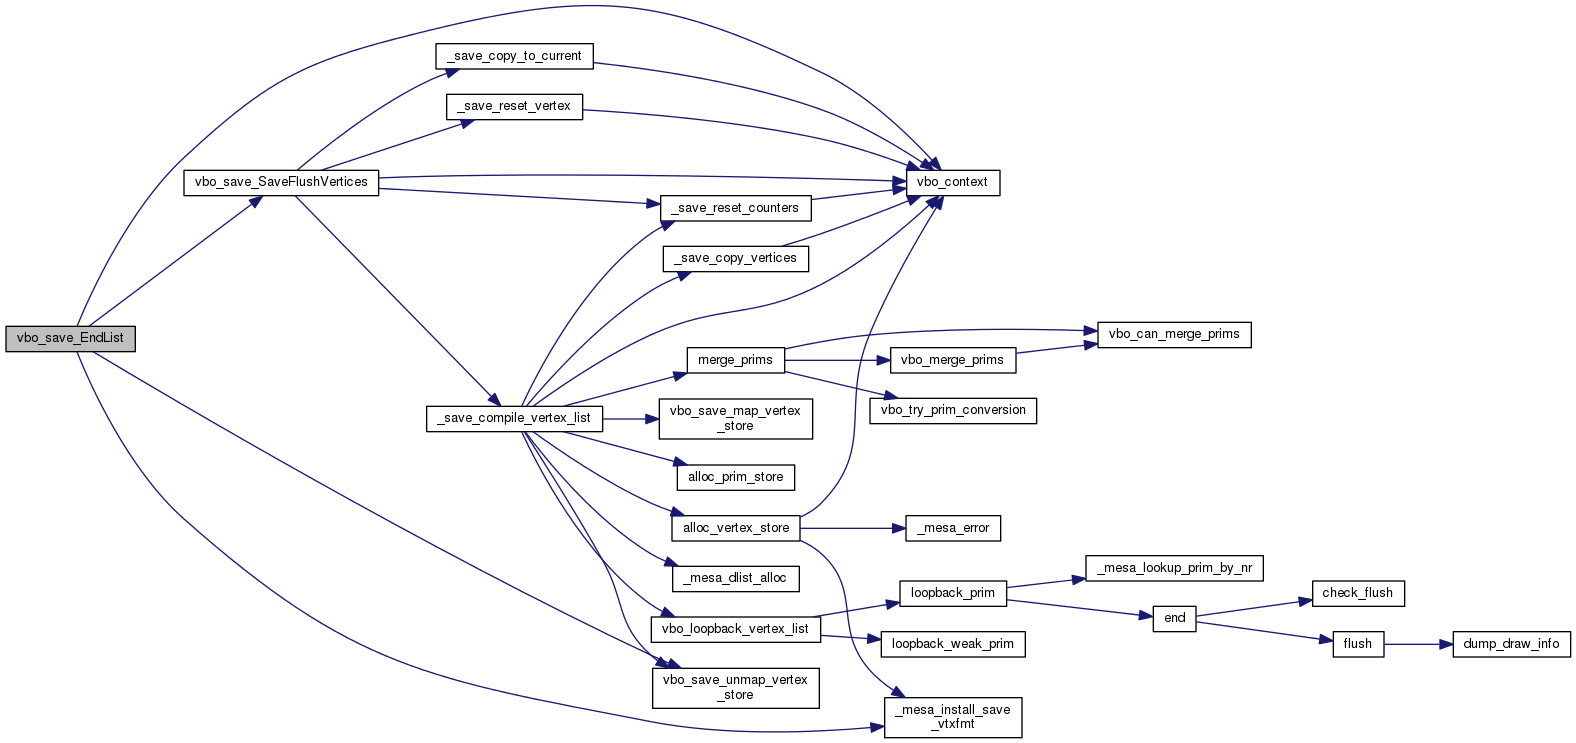 _save_copy_to_current
_save_reset_vertex
vbo_save_SaveFlushVertices
vbo_context
_save_reset_counters
_save_copy_vertices
vbo_save_EndList
vbo_can_merge_prims
merge_prims
vbo_merge_prims
_save_compile_vertex_list
vbo_save_map_vertex
_store
vbo_try_prim_conversion
alloc_prim_store
alloc_vertex_store
_mesa_error
_mesa_dlist_alloc
_mesa_lookup_prim_by_nr
loopback_prim
check_flush
end
vbo_loopback_vertex_list
loopback_weak_prim
flush
dump_draw_info
vbo_save_unmap_vertex
_store
_mesa_install_save
_vtxfmt